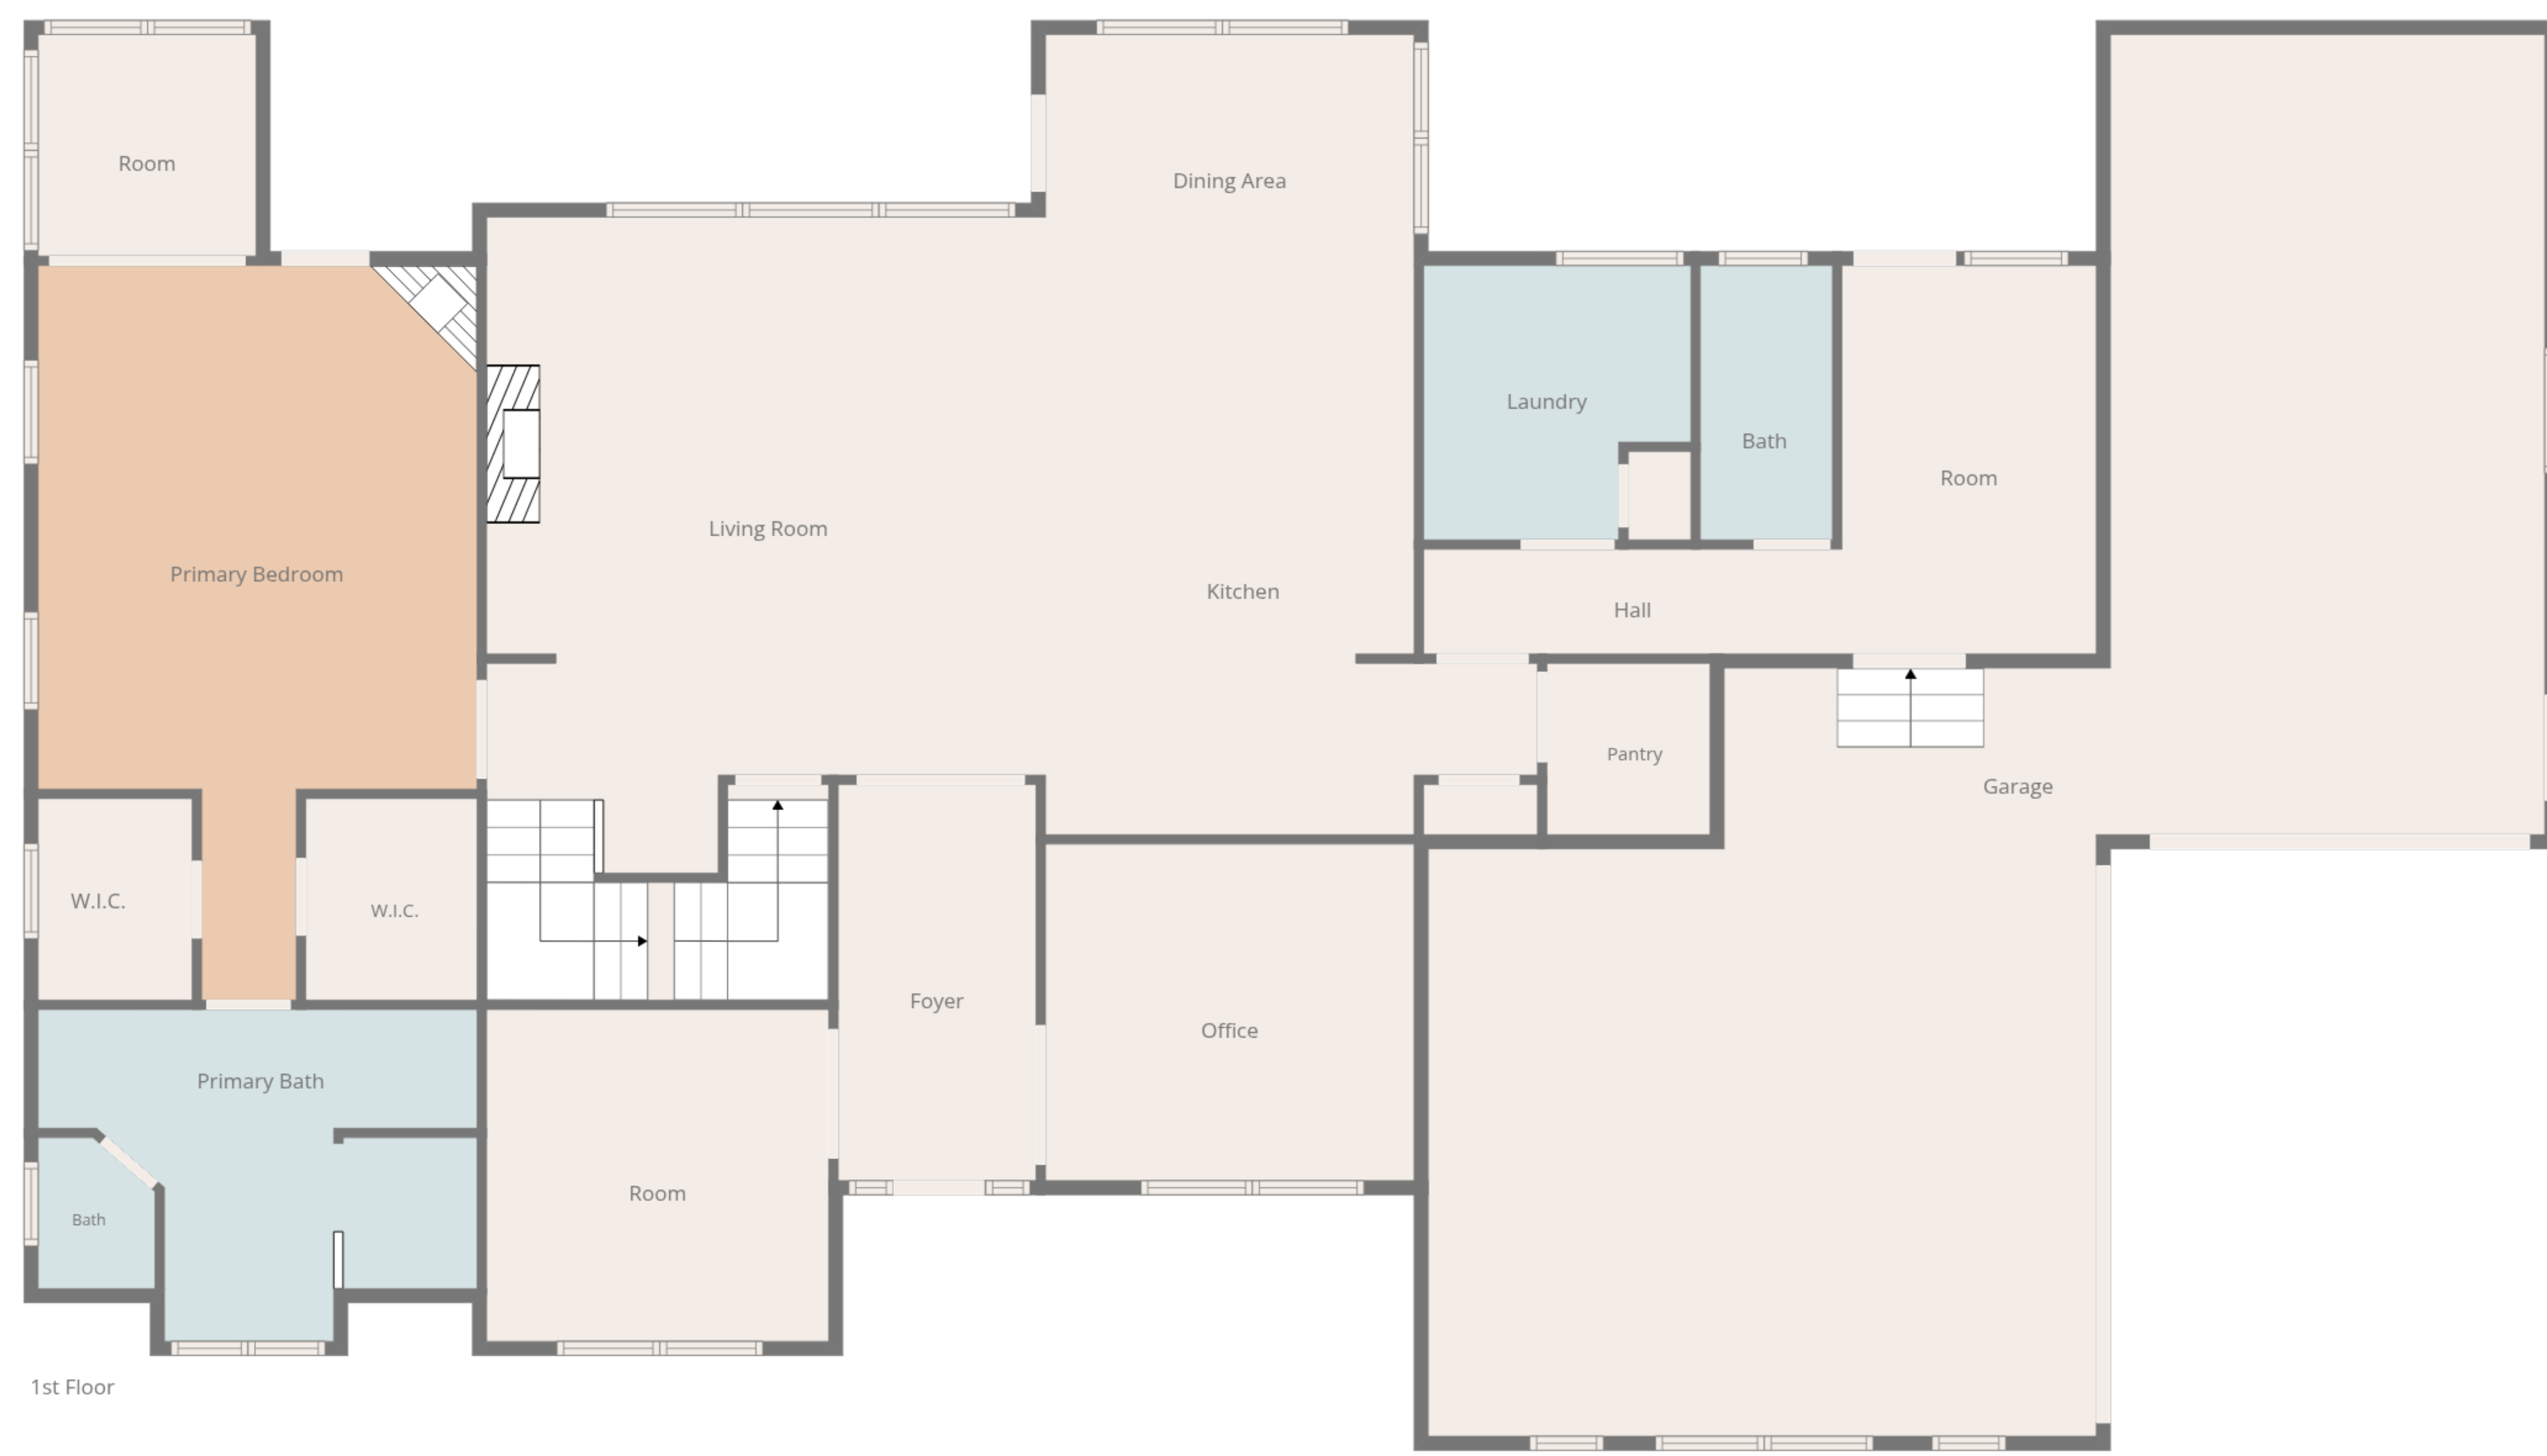 Room
Dining Area
Laundry
Bath
Room
Living Room
Primary Bedroom
Kitchen
Hall
Pantry
Garage
W.I.C.
W.I.C.
Foyer
Office
Primary Bath
Room
Bath
1st Floor